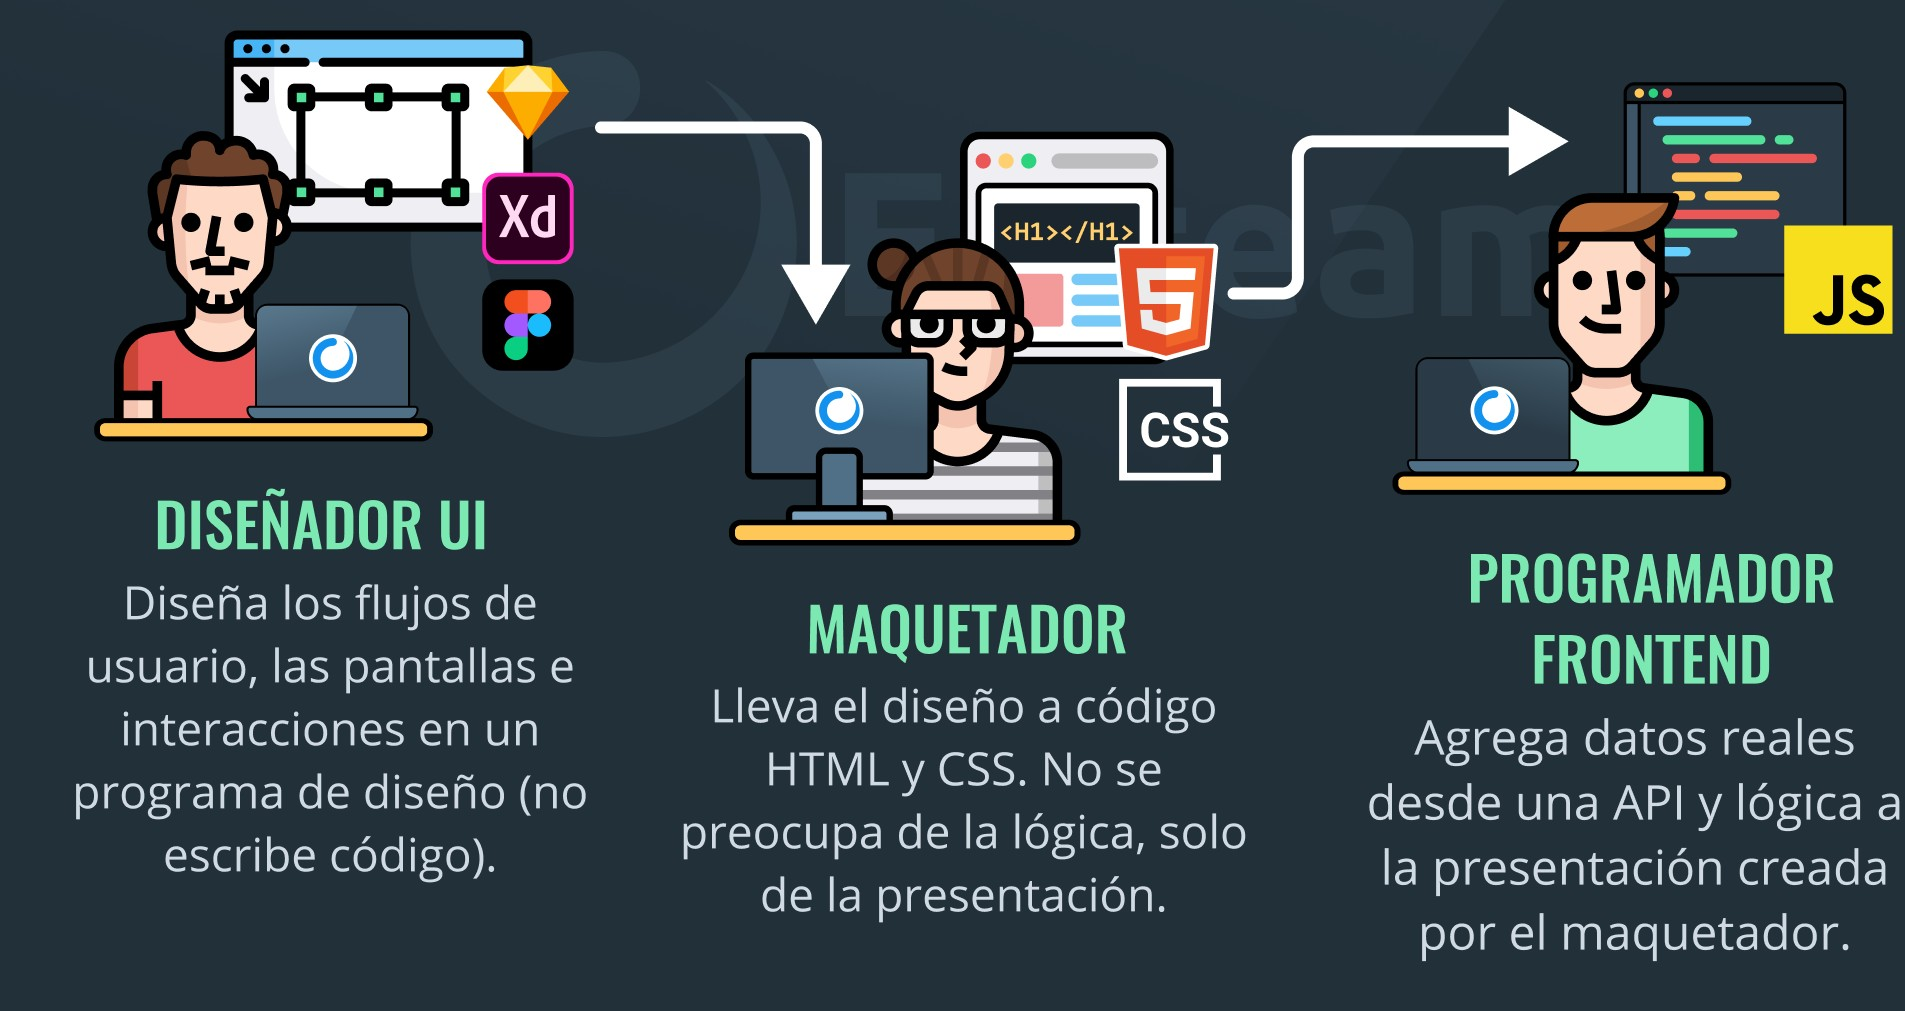 Xd
<H1></H1>
JS
CSS
DISEÑADOR UI
Diseña los flujos de
usuario, las pantallas e
interacciones en un
programa de diseño (no
escribe código).
MAQUETADOR
Lleva el diseño a código
HTML y CSS. No se
preocupa de la lógica, solo
de la presentación.
PROGRAMADOR
FRONTEND
Agrega datos reales
desde una API y lógica a
la presentación creada
por el maquetador.